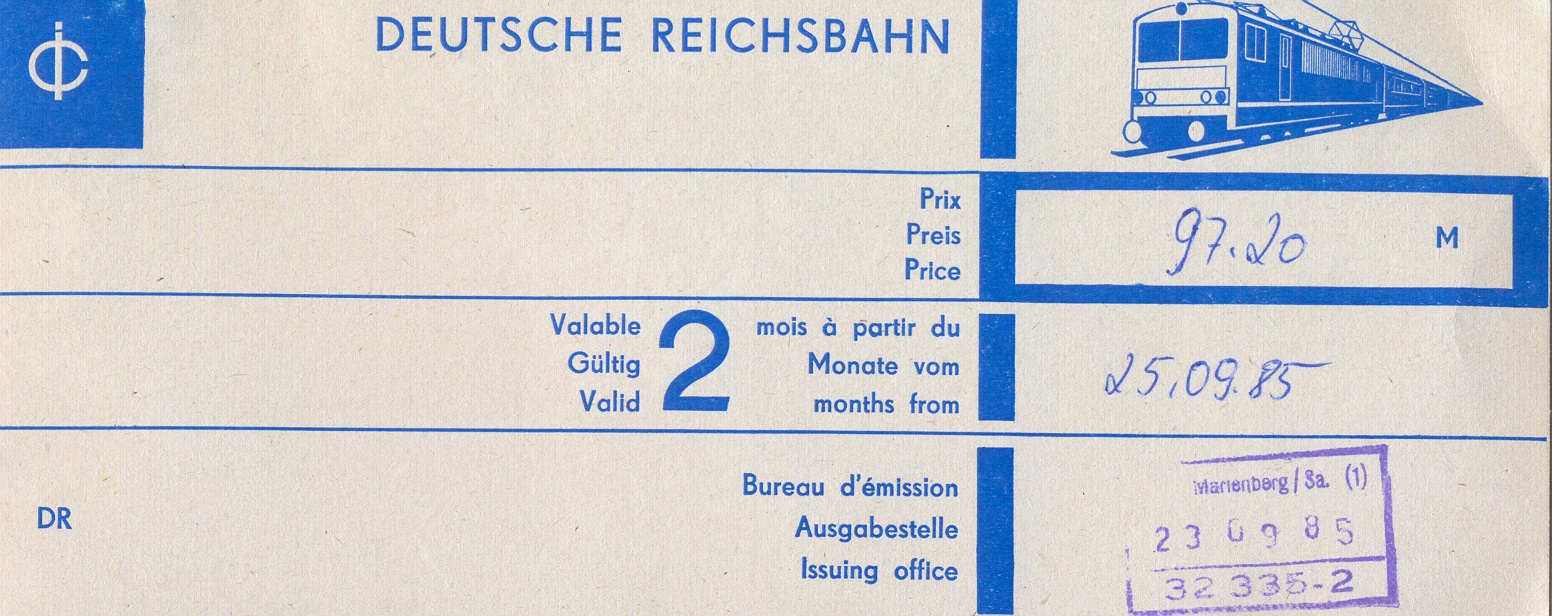 DEUTSCHE REICHSBAHN
Prix
Preis
Price
97.20 M
Valable
Gültig
Valid
2
mois à partir du
Monate vom
months from
25.09.85
DR
Bureau d'émission
Ausgabestelle
Issuing office
Marienberg/Sa. (1)
23 09 85
32 335-2